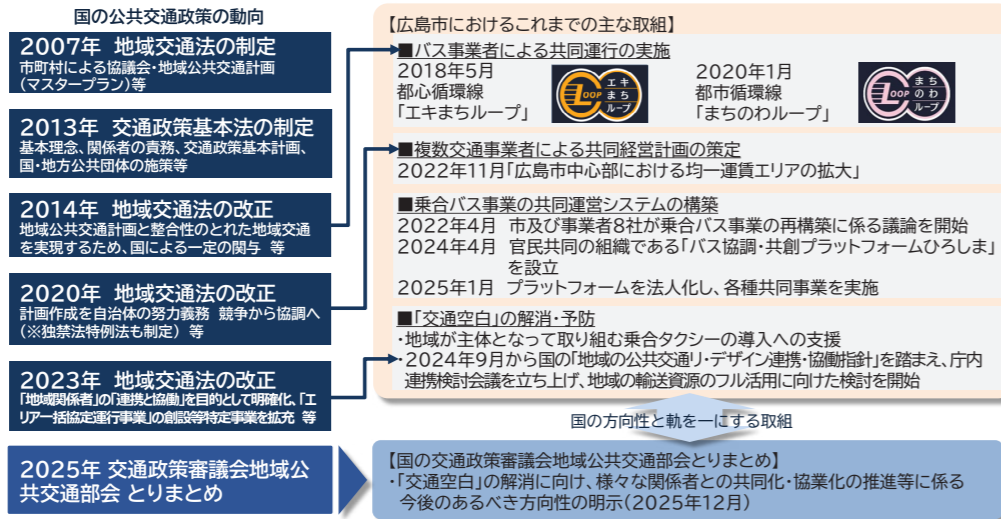 国の公共交通政策の動向
2007年 地域交通法の制定
市町村による協議会・地域公共交通計画
（マスタープラン）等
2013年 交通政策基本法の制定
基本理念、関係者の責務、交通政策基本計画、
国・地方公共団体の施策等
2014年 地域交通法の改正
地域公共交通計画と整合性のとれた地域交通
を実現するため、国による一定の関与 等
2020年 地域交通法の改正
計画作成を自治体の努力義務 競争から協調へ
（※独禁法特例法も制定）等
2023年 地域交通法の改正
「地域関係者」の「連携と協働」を目的として明確化、「エ
リア一括協定運行事業」の創設等特定事業を拡充 等
2025年 交通政策審議会地域公
共交通部会 とりまとめ
【広島市におけるこれまでの主な取組】
■バス事業者による共同運行の実施
2018年5月
都心循環線
「エキまちループ」
LOOP エキまちループ
2020年1月
都市循環線
「まちのわループ」
LOOP まちのわループ
■複数交通事業者による共同経営計画の策定
2022年11月「広島市中心部における均一運賃エリアの拡大」
■乗合バス事業の共同運営システムの構築
2022年4月 市及び事業者8社が乗合バス事業の再構築に係る議論を開始
2024年4月 官民共同の組織である「バス協調・共創プラットフォームひろしま」
を設立
2025年1月 プラットフォームを法人化し、各種共同事業を実施
■「交通空白」の解消・予防
・地域が主体となって取り組む乗合タクシーの導入への支援
・2024年9月から国の「地域の公共交通リ・デザイン連携・協働指針」を踏まえ、庁内
連携検討会議を立ち上げ、地域の輸送資源のフル活用に向けた検討を開始
国の方向性と軌を一にする取組
【国の交通政策審議会地域公共交通部会とりまとめ】
・「交通空白」の解消に向け、様々な関係者との共同化・協業化の推進等に係る
今後のあるべき方向性の明示（2025年12月）